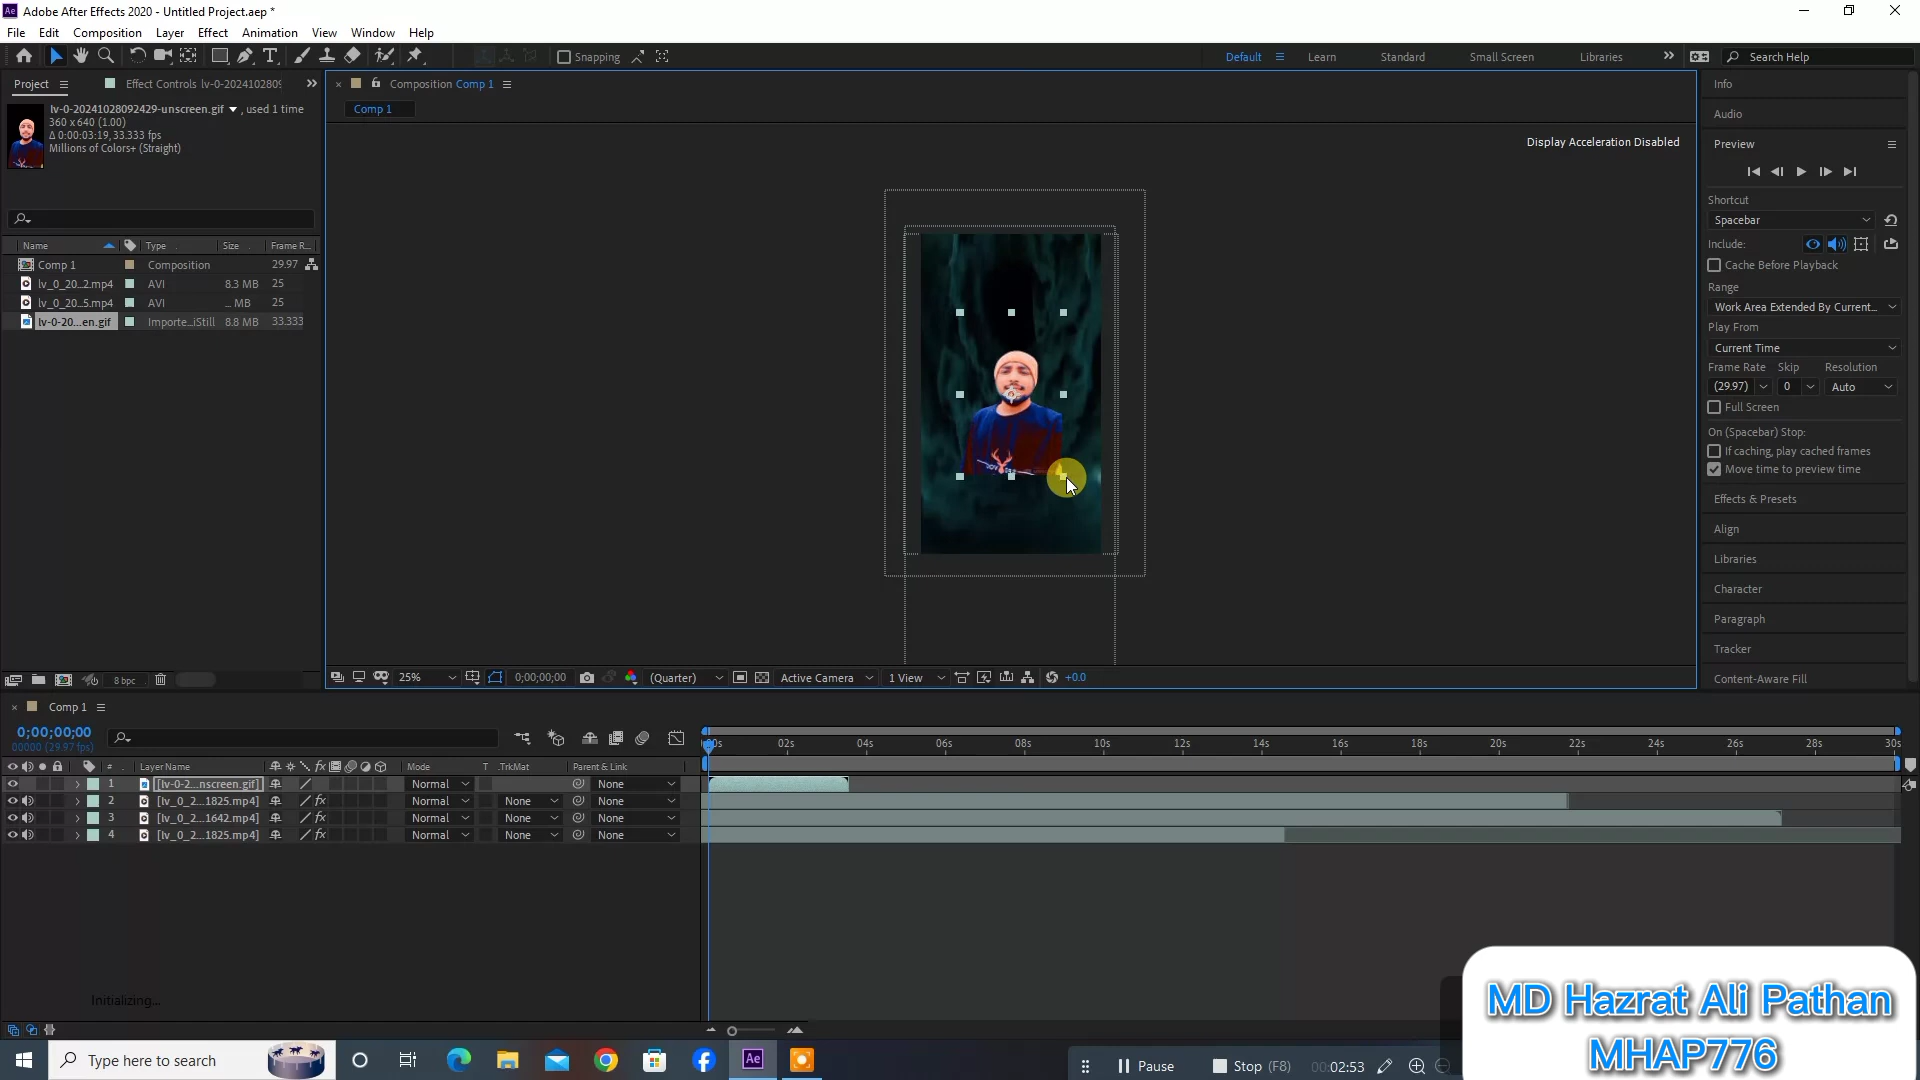 Adobe After Effects 2020 - Untitled Project.aep *
File Edit Composition Layer Effect Animation View Window Help
Snapping
Default Learn Standard Small Screen Libraries Search Help
Project Effect Controls lv-0-202410280924
lv-0-20241028092429-unscreen.gif , used 1 time
360 x 640 (1.00)
Δ 0:00:03:19, 33.333 fps
Millions of Colors+ (Straight)
Name Type Size Frame R...
Comp 1 Composition 29.97
lv_0_20...2.mp4 AVI 8.3 MB 25
lv_0_20...5.mp4 AVI ... MB 25
lv-0-20...en.gif Importe...iStill 8.8 MB 33.333
8 bpc
Composition Comp 1
Comp 1
Display Acceleration Disabled
25% 0;00;00;00 (Quarter) Active Camera 1 View +0.0
Info
Audio
Preview
Shortcut
Spacebar
Include:
Cache Before Playback
Range
Work Area Extended By Current...
Play From
Current Time
Frame Rate Skip Resolution
(29.97) 0 Auto
Full Screen
On (Spacebar) Stop:
If caching, play cached frames
Move time to preview time
Effects & Presets
Align
Libraries
Character
Paragraph
Tracker
Content-Aware Fill
Comp 1
0;00;00;00
00000 (29.97 fps)
00s 02s 04s 06s 08s 10s 12s 14s 16s 18s 20s 22s 24s 26s 28s 30s
# Layer Name Mode T .TrkMat Parent & Link
1 [lv-0-2...nscreen.gif] Normal None
2 [lv_0_2...1825.mp4] Normal None None
3 [lv_0_2...1642.mp4] Normal None None
4 [lv_0_2...1825.mp4] Normal None None
Initializing...
MD Hazrat Ali Pathan
MHAP776
Type here to search
Pause Stop (F8) 00:02:53